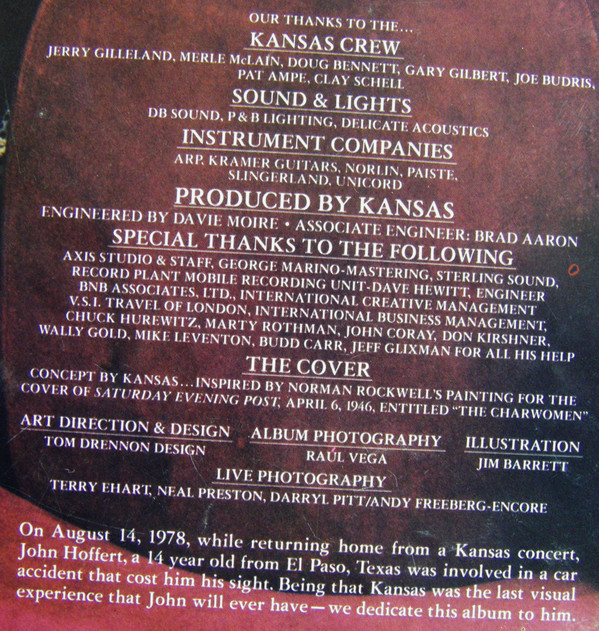 OUR THANKS TO THE...
KANSAS CREW
JERRY GILLELAND, MERLE McLAIN, DOUG BENNETT, GARY GILBERT, JOE BUDRIS,
PAT AMPE, CLAY SCHELL
SOUND & LIGHTS
DB SOUND, P & B LIGHTING, DELICATE ACOUSTICS
INSTRUMENT COMPANIES
ARP, KRAMER GUITARS, NORLIN, PAISTE,
SLINGERLAND, UNICORD
PRODUCED BY KANSAS
ENGINEERED BY DAVIE MOIRE • ASSOCIATE ENGINEER: BRAD AARON
SPECIAL THANKS TO THE FOLLOWING
AXIS STUDIO & STAFF, GEORGE MARINO-MASTERING, STERLING SOUND,
RECORD PLANT MOBILE RECORDING UNIT-DAVE HEWITT, ENGINEER
BNB ASSOCIATES, LTD., INTERNATIONAL CREATIVE MANAGEMENT
V.S.I. TRAVEL OF LONDON, INTERNATIONAL BUSINESS MANAGEMENT,
CHUCK HUREWITZ, MARTY ROTHMAN, JOHN CORAY, DON KIRSHNER,
WALLY GOLD, MIKE LEVENTON, BUDD CARR, JEFF GLIXMAN FOR ALL HIS HELP
THE COVER
CONCEPT BY KANSAS...INSPIRED BY NORMAN ROCKWELL'S PAINTING FOR THE
COVER OF SATURDAY EVENING POST, APRIL 6, 1946, ENTITLED "THE CHARWOMEN"
ART DIRECTION & DESIGN ALBUM PHOTOGRAPHY ILLUSTRATION
TOM DRENNON DESIGN RAÚL VEGA JIM BARRETT
LIVE PHOTOGRAPHY
TERRY EHART, NEAL PRESTON, DARRYL PITT/ANDY FREEBERG-ENCORE
On August 14, 1978, while returning home from a Kansas concert,
John Hoffert, a 14 year old from El Paso, Texas was involved in a car
accident that cost him his sight. Being that Kansas was the last visual
experience that John will ever have—we dedicate this album to him.